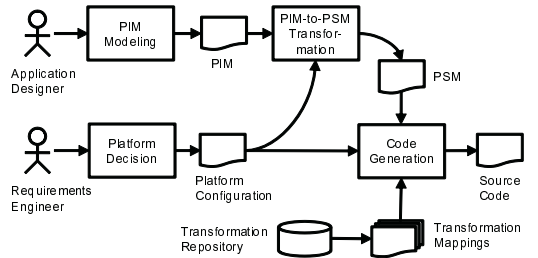 PIM
Modeling
PIM
PIM-to-PSM
Transfor-
mation
PSM
Application
Designer
Platform
Decision
Platform
Configuration
Code
Generation
Source
Code
Requirements
Engineer
Transformation
Repository
Transformation
Mappings